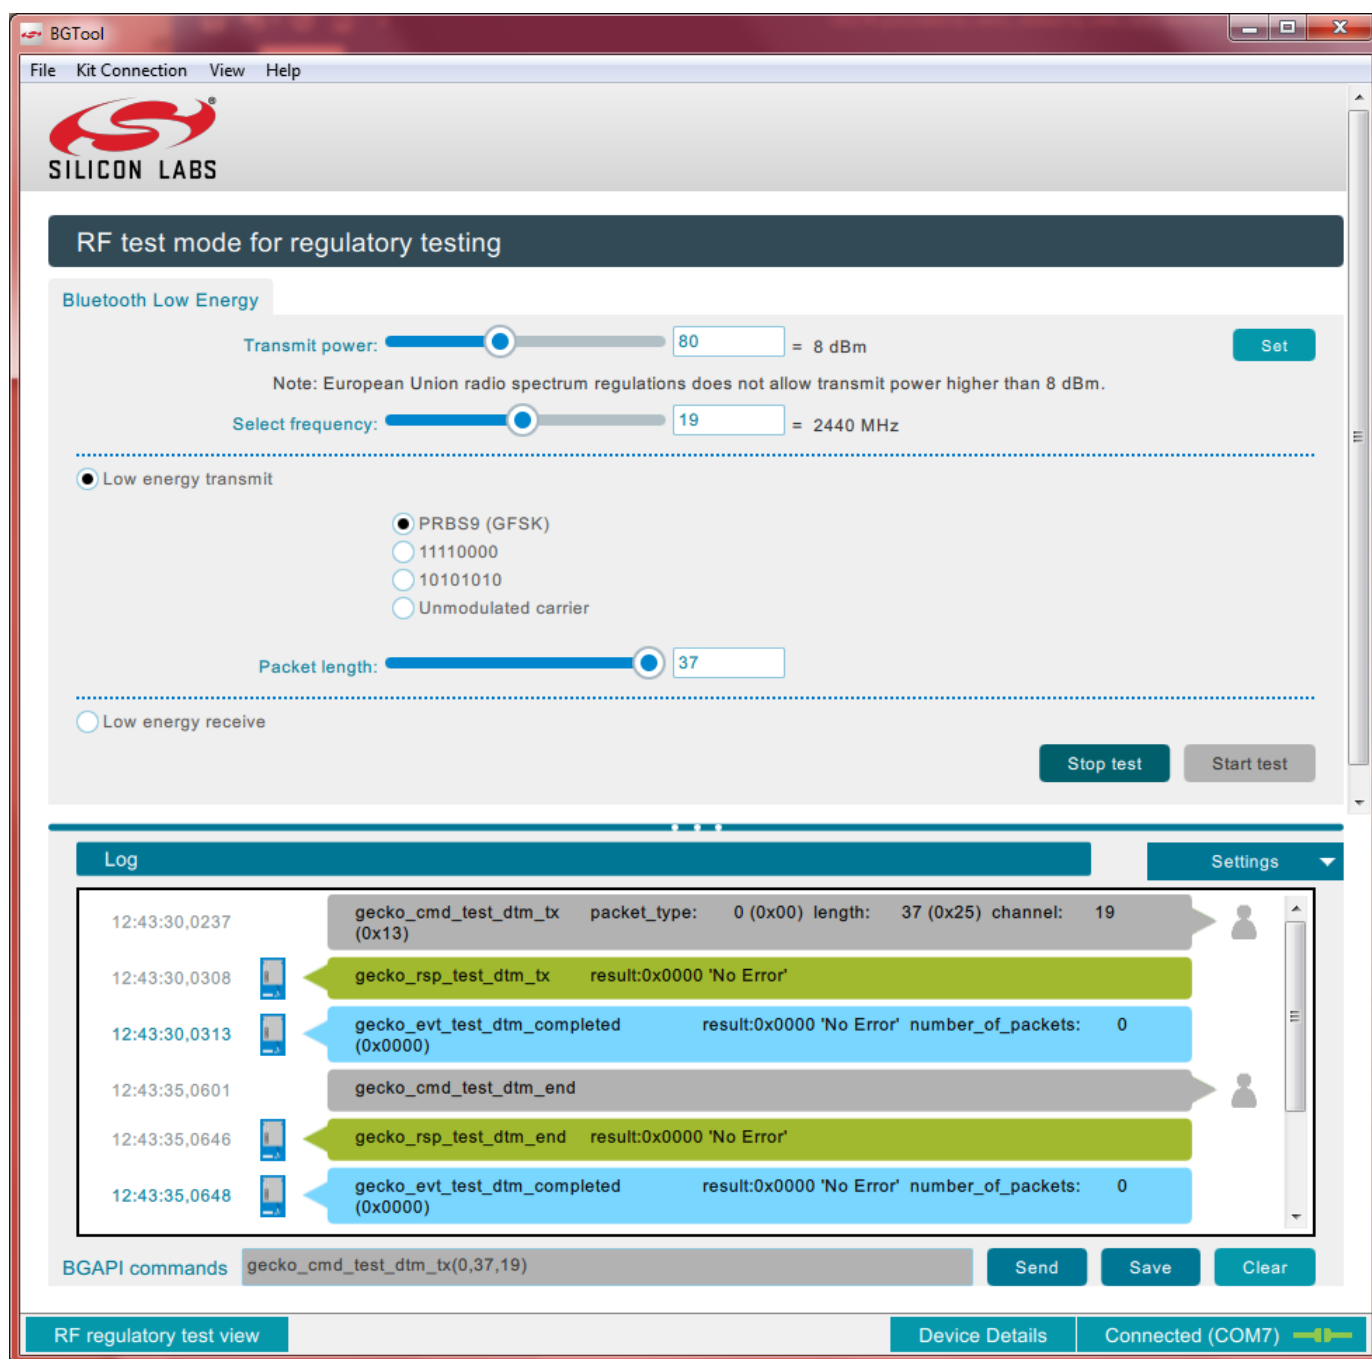 BGTool
File Kit Connection View Help
SILICON LABS
RF test mode for regulatory testing
Bluetooth Low Energy
Transmit power: 80 = 8 dBm Set
Note: European Union radio spectrum regulations does not allow transmit power higher than 8 dBm.
Select frequency: 19 = 2440 MHz
Low energy transmit
PRBS9 (GFSK)
11110000
10101010
Unmodulated carrier
Packet length: 37
Low energy receive
Stop test Start test
Log Settings
12:43:30,0237 gecko_cmd_test_dtm_tx packet_type: 0 (0x00) length: 37 (0x25) channel: 19
(0x13)
12:43:30,0308 gecko_rsp_test_dtm_tx result:0x0000 'No Error'
12:43:30,0313 gecko_evt_test_dtm_completed result:0x0000 'No Error' number_of_packets: 0
(0x0000)
12:43:35,0601 gecko_cmd_test_dtm_end
12:43:35,0646 gecko_rsp_test_dtm_end result:0x0000 'No Error'
12:43:35,0648 gecko_evt_test_dtm_completed result:0x0000 'No Error' number_of_packets: 0
(0x0000)
BGAPI commands gecko_cmd_test_dtm_tx(0,37,19) Send Save Clear
RF regulatory test view Device Details Connected (COM7)